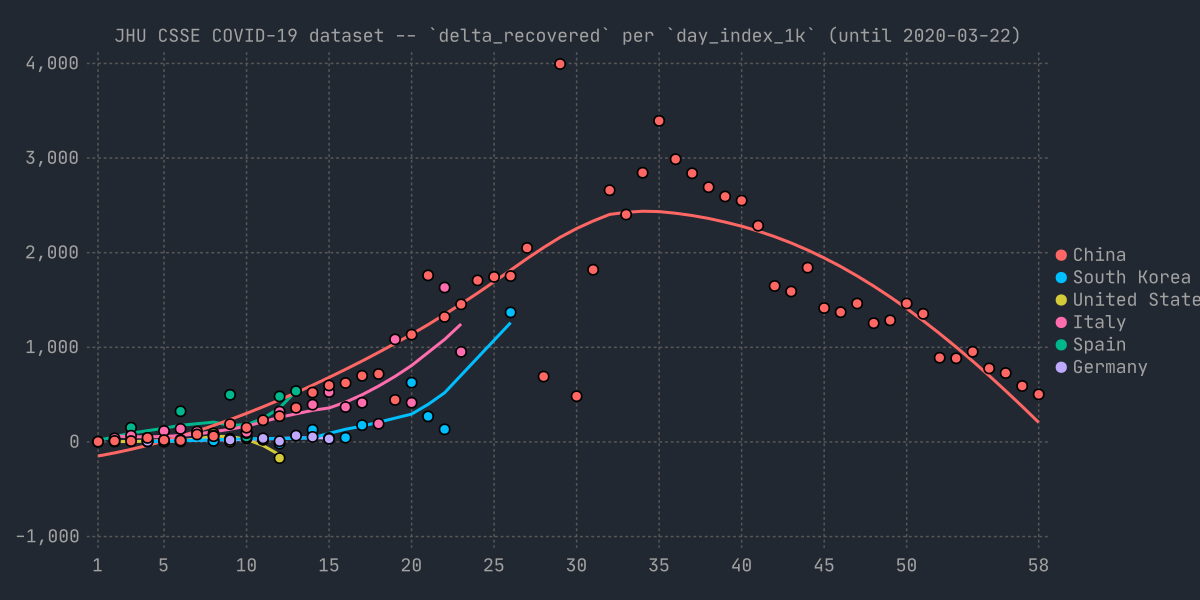 JHU CSSE COVID-19 dataset -- `delta_recovered` per `day_index_1k` (until 2020-03-22)
4,000
3,000
2,000
1,000
0
-1,000
1 5 10 15 20 25 30 35 40 45 50 58
China
South Korea
United State
Italy
Spain
Germany